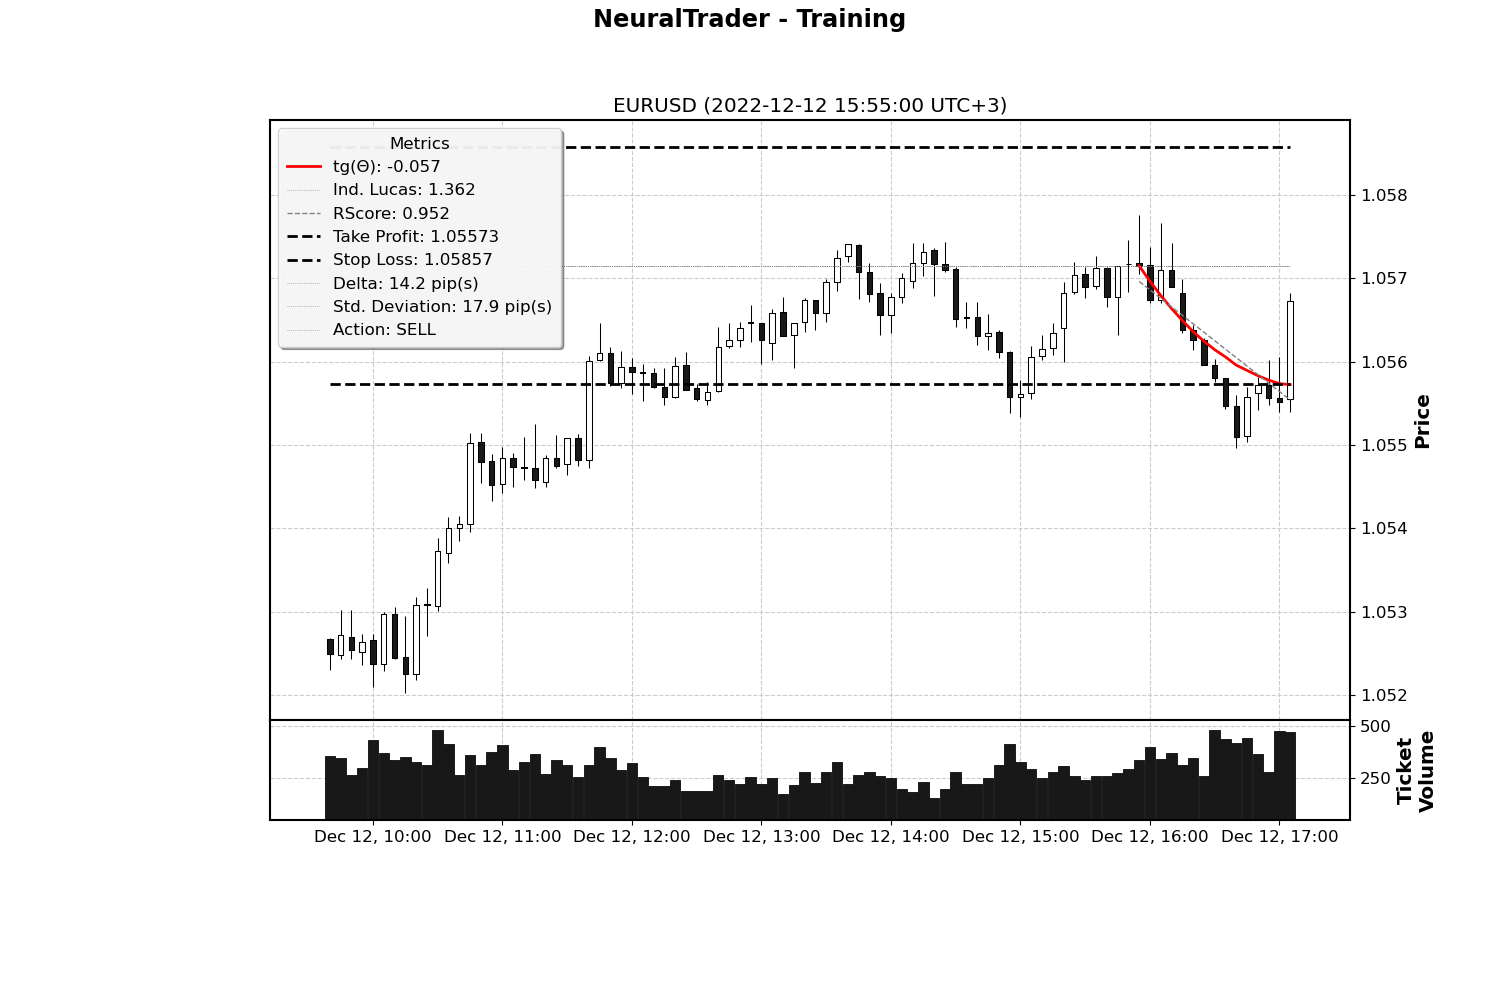 NeuralTrader - Training
EURUSD (2022-12-12 15:55:00 UTC+3)
Metrics
tg(Θ): -0.057
Ind. Lucas: 1.362
RScore: 0.952
Take Profit: 1.05573
Stop Loss: 1.05857
Delta: 14.2 pip(s)
Std. Deviation: 17.9 pip(s)
Action: SELL
1.058
1.057
1.056
1.055
1.054
1.053
1.052
Price
500
250
Ticket
Volume
Dec 12, 10:00
Dec 12, 11:00
Dec 12, 12:00
Dec 12, 13:00
Dec 12, 14:00
Dec 12, 15:00
Dec 12, 16:00
Dec 12, 17:00